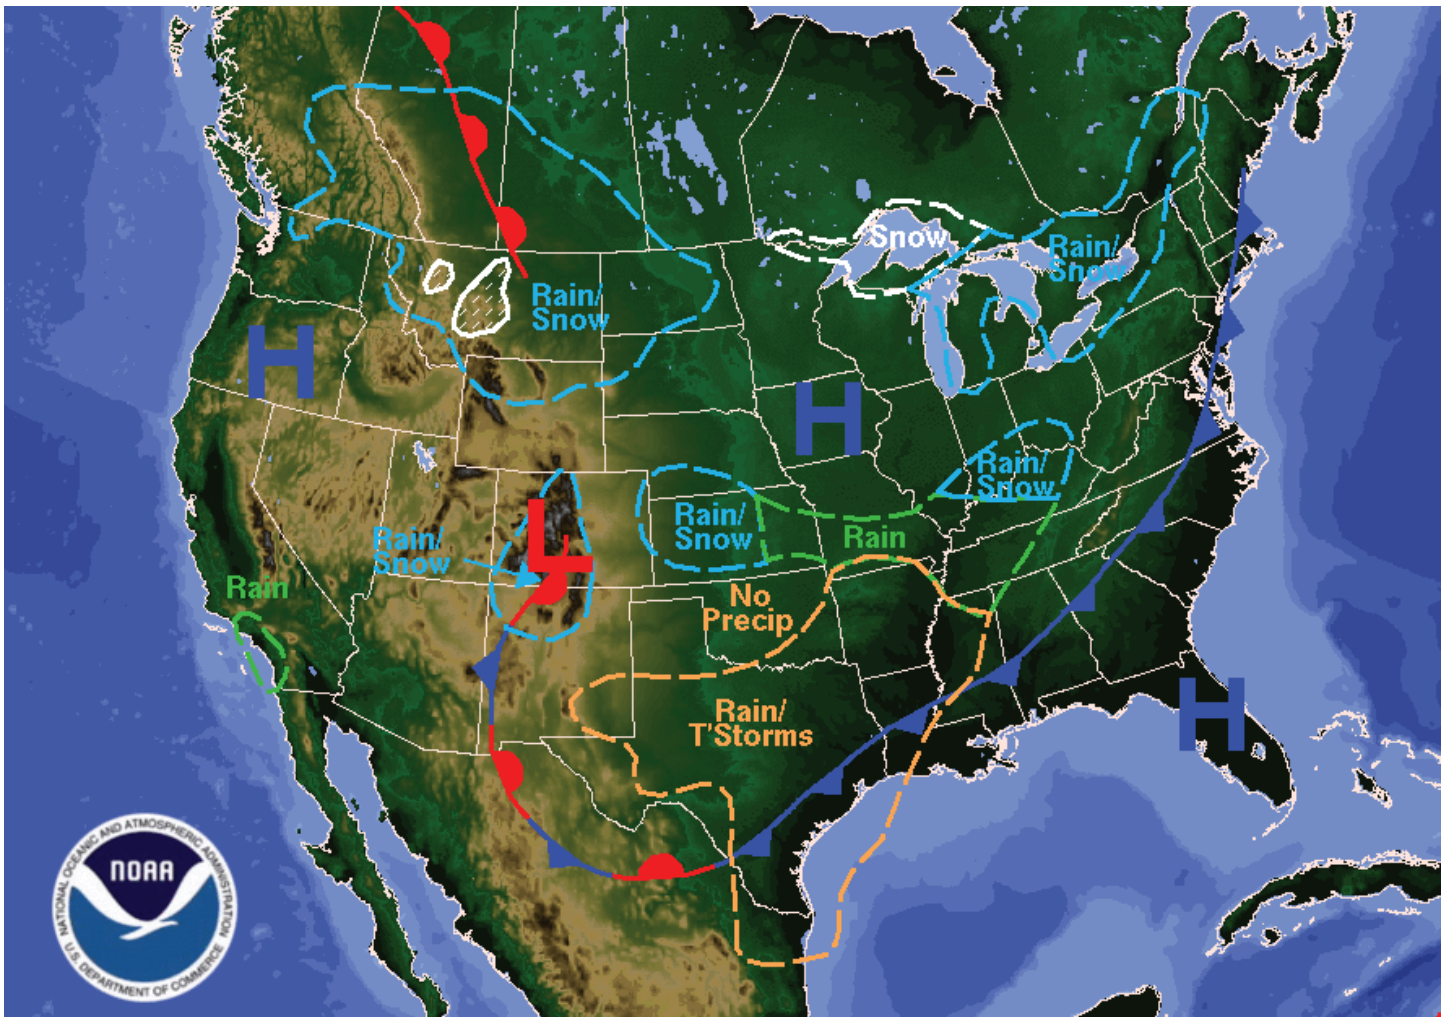 Snow
Rain/
Snow
Rain/
Snow
H
H
Rain/
Snow
Rain/
Snow
Rain
Rain/
Snow
L
Rain
No
Precip
Rain/
T'Storms
H
NATIONAL OCEANIC AND ATMOSPHERIC ADMINISTRATION
NOAA
U.S. DEPARTMENT OF COMMERCE